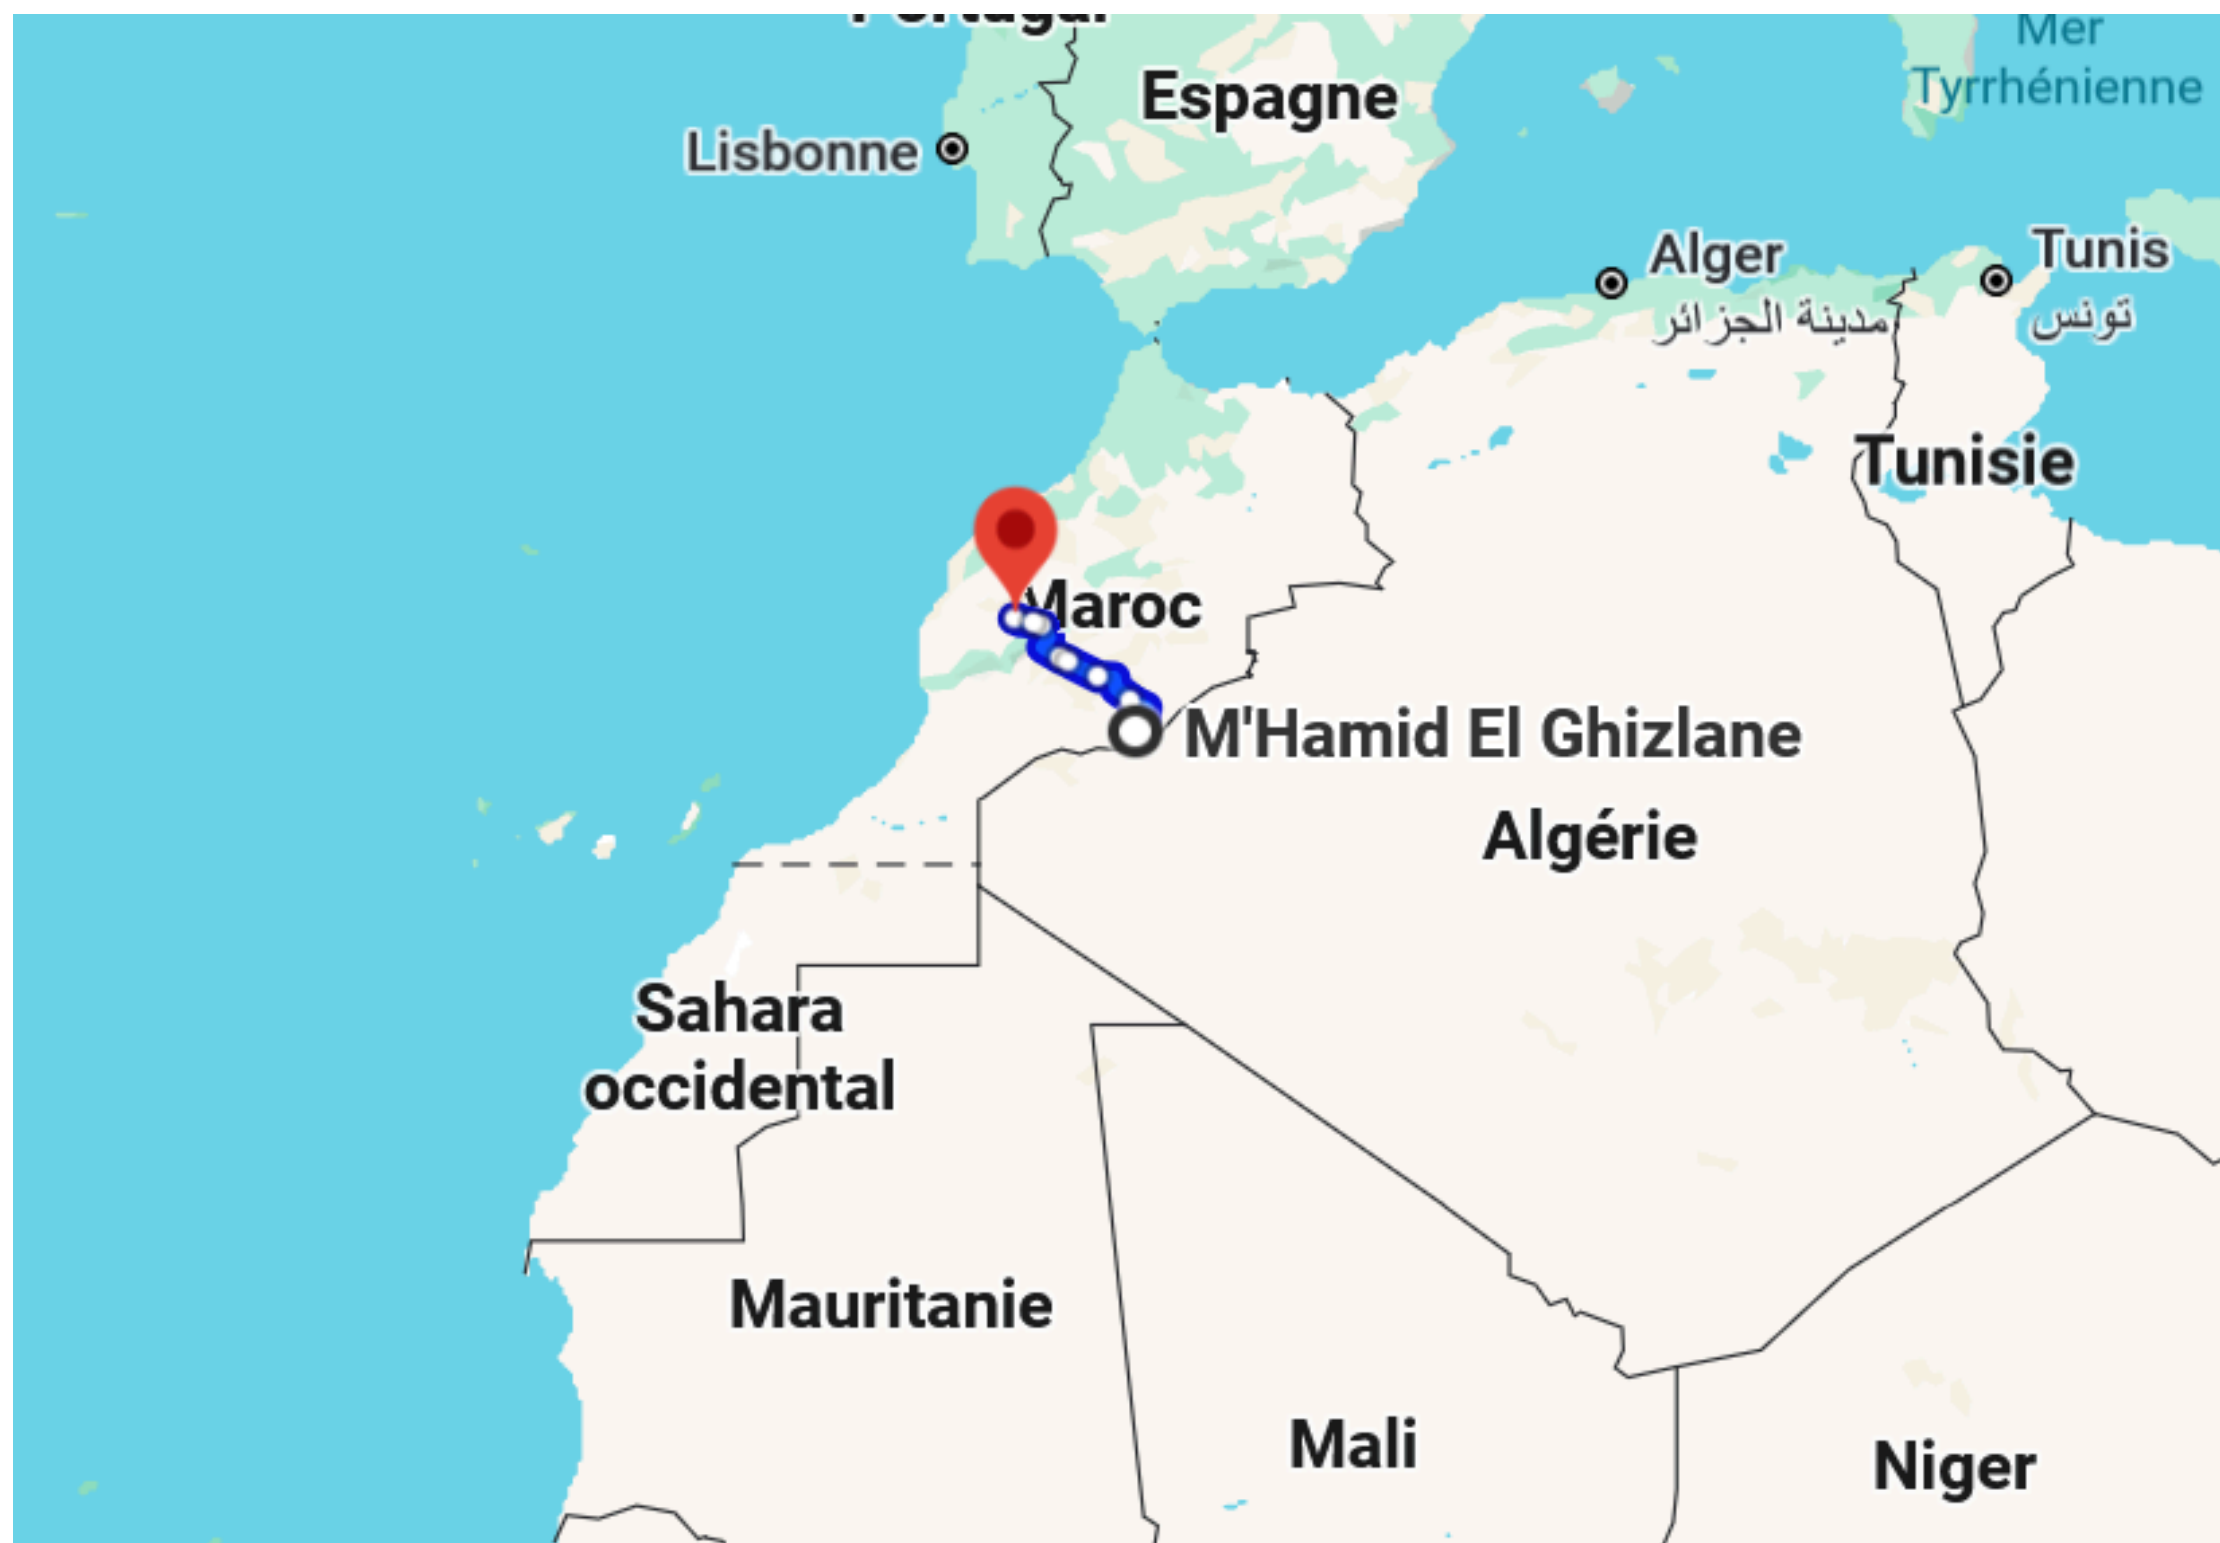 Portugal
Mer
Tyrrhénienne
Espagne
Lisbonne
Alger
مدينة الجزائر
Tunis
تونس
Tunisie
Maroc
M'Hamid El Ghizlane
Algérie
Sahara
occidental
Mauritanie
Mali
Niger